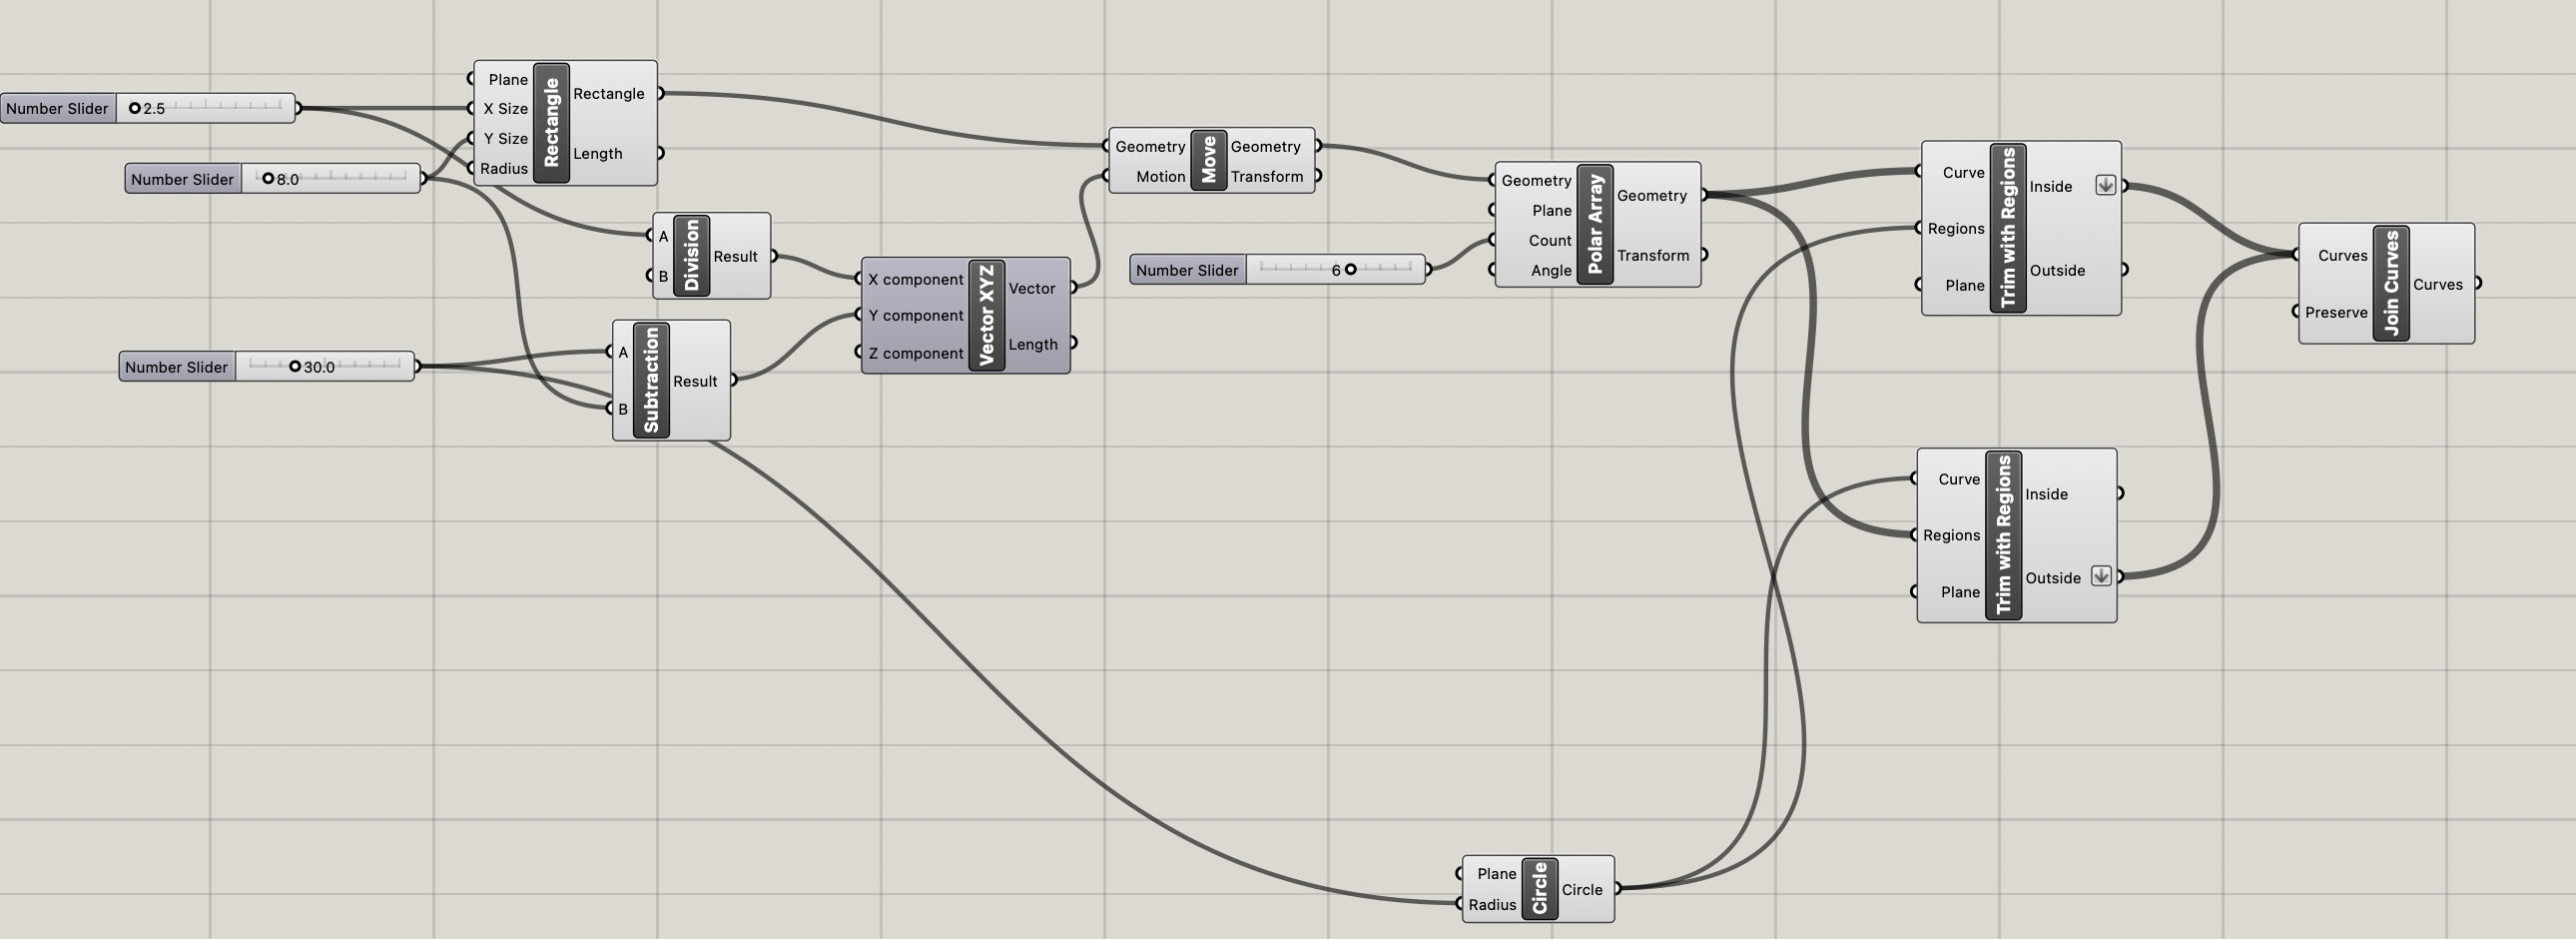 Number Slider 2.5
Number Slider 8.0
Number Slider 30.0
Plane
X Size
Y Size
Radius
Rectangle
Rectangle
Length
A
B
Division
Result
A
B
Subtraction
Result
X component
Y component
Z component
Vector XYZ
Vector
Length
Geometry
Motion
Move
Geometry
Transform
Number Slider 6
Geometry
Plane
Count
Angle
Polar Array
Geometry
Transform
Curve
Regions
Plane
Trim with Regions
Inside
Outside
Curve
Regions
Plane
Trim with Regions
Inside
Outside
Curves
Preserve
Join Curves
Curves
Plane
Radius
Circle
Circle